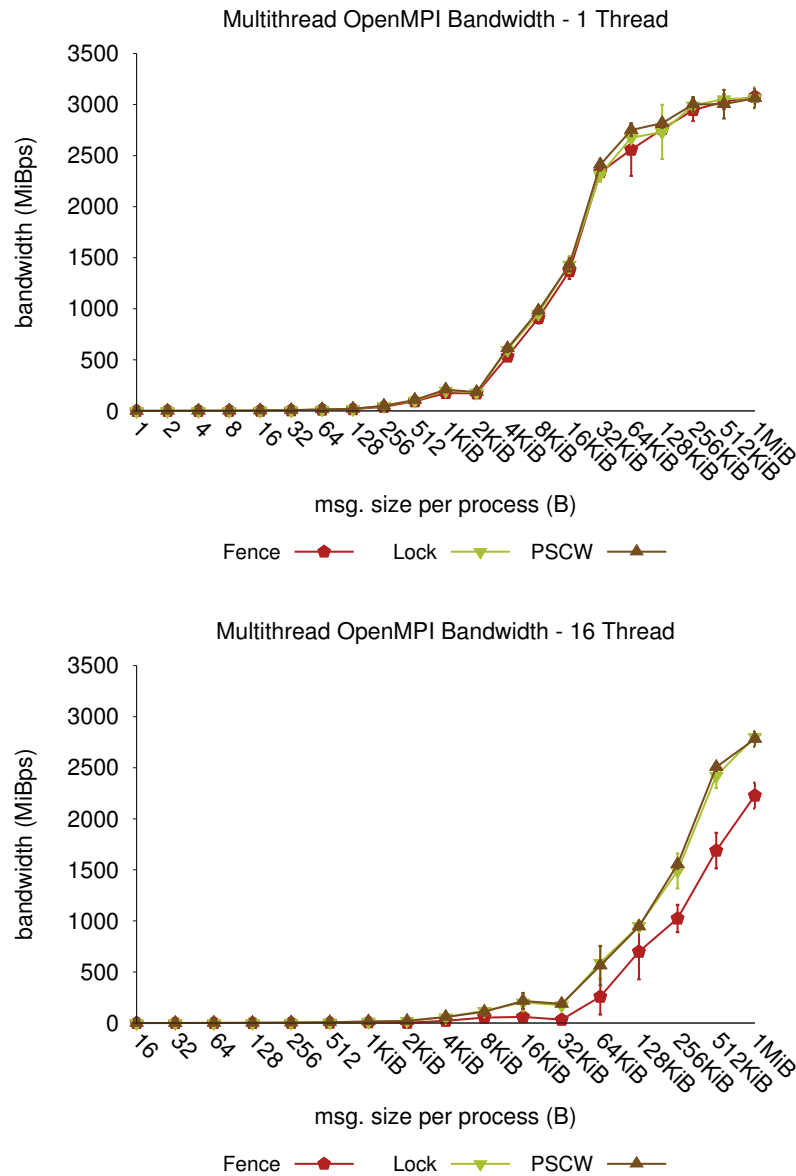 Multithread OpenMPI Bandwidth - 1 Thread
3500
3000
2500
2000
1500
1000
500
0
bandwidth (MiBps)
1 2 4 8 16 32 64 128 256 512 1KiB 2KiB 4KiB 8KiB 16KiB 32KiB 64KiB 128KiB 256KiB 512KiB 1MiB
msg. size per process (B)
Fence Lock PSCW
Multithread OpenMPI Bandwidth - 16 Thread
3500
3000
2500
2000
1500
1000
500
0
bandwidth (MiBps)
16 32 64 128 256 512 1KiB 2KiB 4KiB 8KiB 16KiB 32KiB 64KiB 128KiB 256KiB 512KiB 1MiB
msg. size per process (B)
Fence Lock PSCW